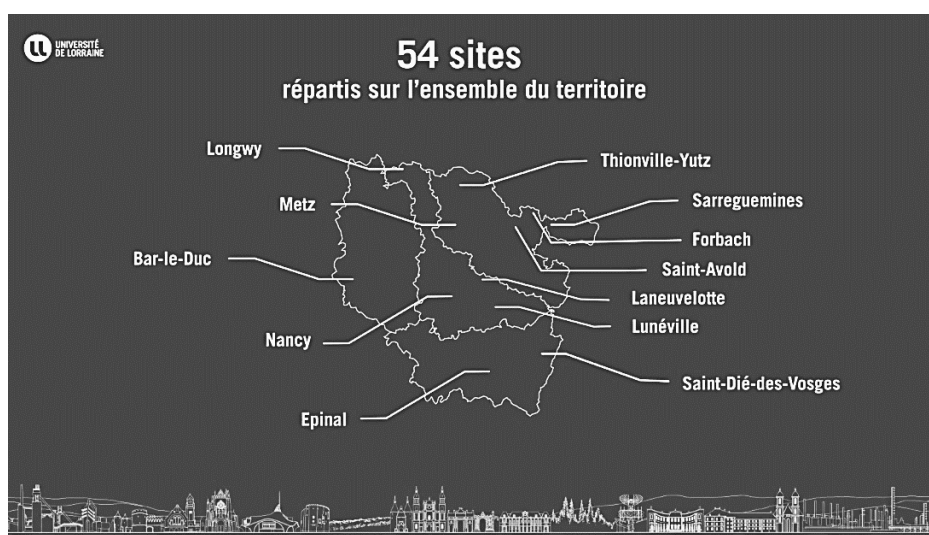 UNIVERSITÉ
DE LORRAINE
54 sites
répartis sur l'ensemble du territoire
Longwy
Thionville-Yutz
Metz
Sarreguemines
Forbach
Bar-le-Duc
Saint-Avold
Laneuvelotte
Lunéville
Nancy
Saint-Dié-des-Vosges
Epinal